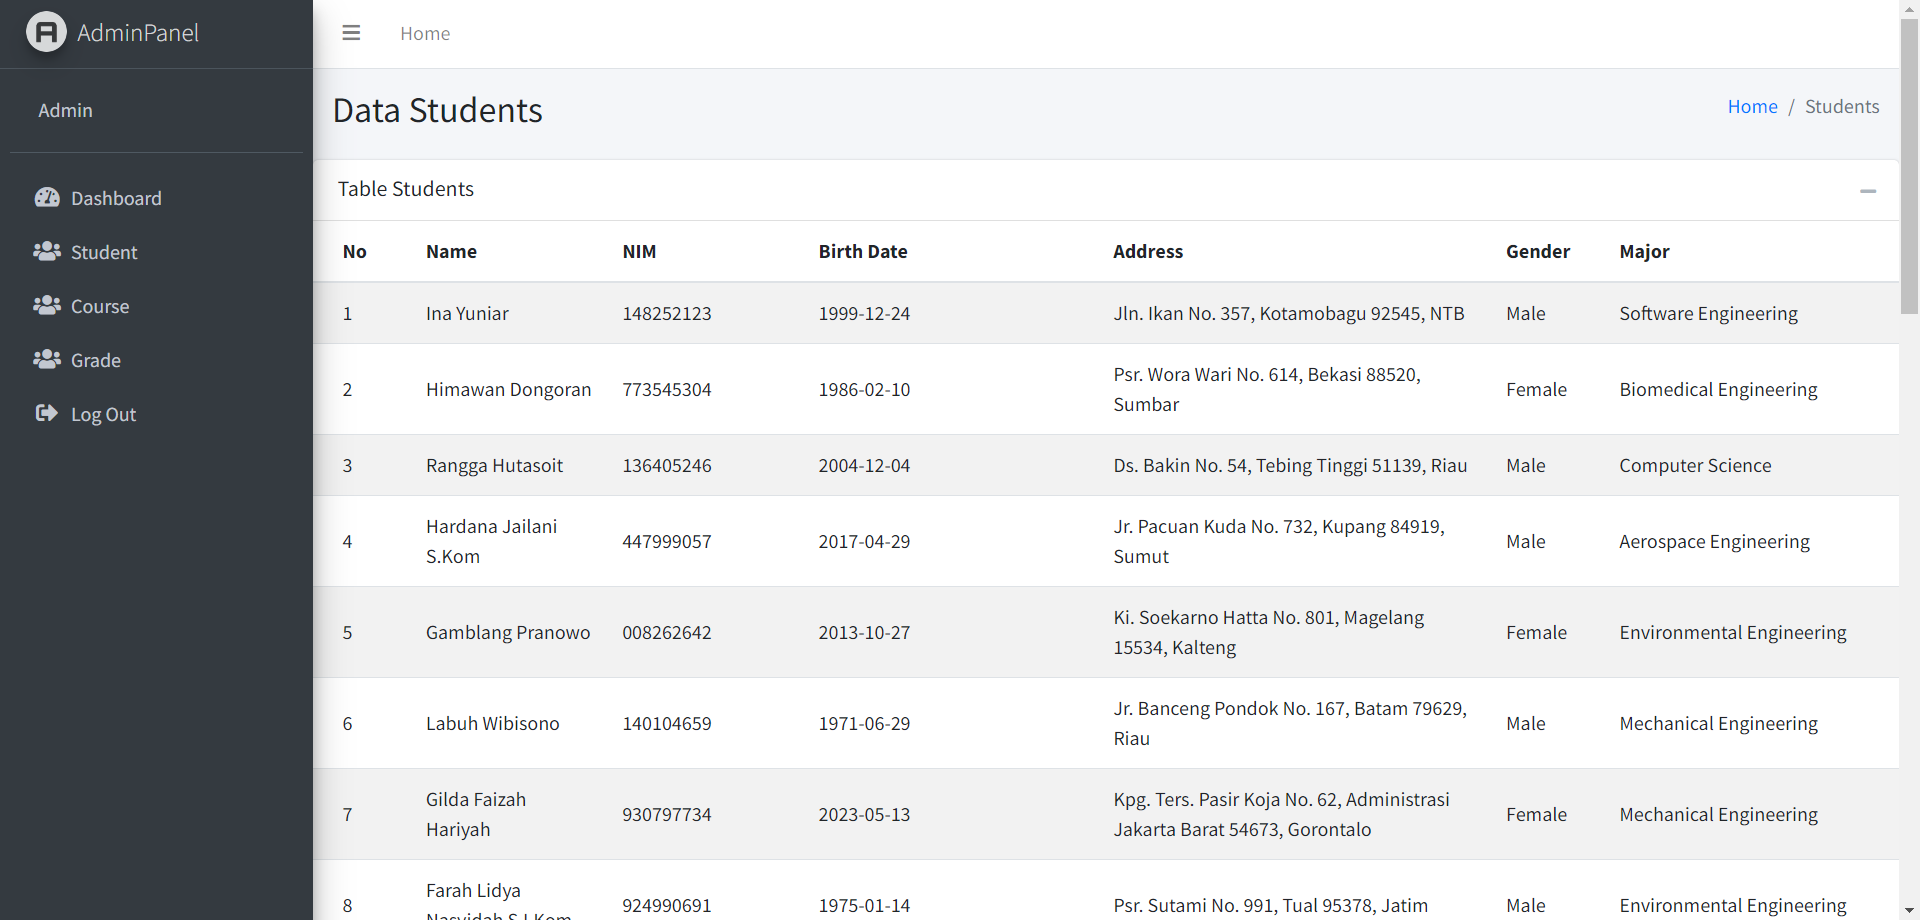 AdminPanel
Home
Admin
Data Students
Home / Students
Dashboard
Student
Course
Grade
Log Out
Table Students
No Name NIM Birth Date Address Gender Major
1 Ina Yuniar 148252123 1999-12-24 Jln. Ikan No. 357, Kotamobagu 92545, NTB Male Software Engineering
2 Himawan Dongoran 773545304 1986-02-10 Psr. Wora Wari No. 614, Bekasi 88520,
Sumbar Female Biomedical Engineering
3 Rangga Hutasoit 136405246 2004-12-04 Ds. Bakin No. 54, Tebing Tinggi 51139, Riau Male Computer Science
4 Hardana Jailani
S.Kom 447999057 2017-04-29 Jr. Pacuan Kuda No. 732, Kupang 84919,
Sumut Male Aerospace Engineering
5 Gamblang Pranowo 008262642 2013-10-27 Ki. Soekarno Hatta No. 801, Magelang
15534, Kalteng Female Environmental Engineering
6 Labuh Wibisono 140104659 1971-06-29 Jr. Banceng Pondok No. 167, Batam 79629,
Riau Male Mechanical Engineering
7 Gilda Faizah
Hariyah 930797734 2023-05-13 Kpg. Ters. Pasir Koja No. 62, Administrasi
Jakarta Barat 54673, Gorontalo Female Mechanical Engineering
8 Farah Lidya
924990691 1975-01-14 Psr. Sutami No. 991, Tual 95378, Jatim Male Environmental Engineering